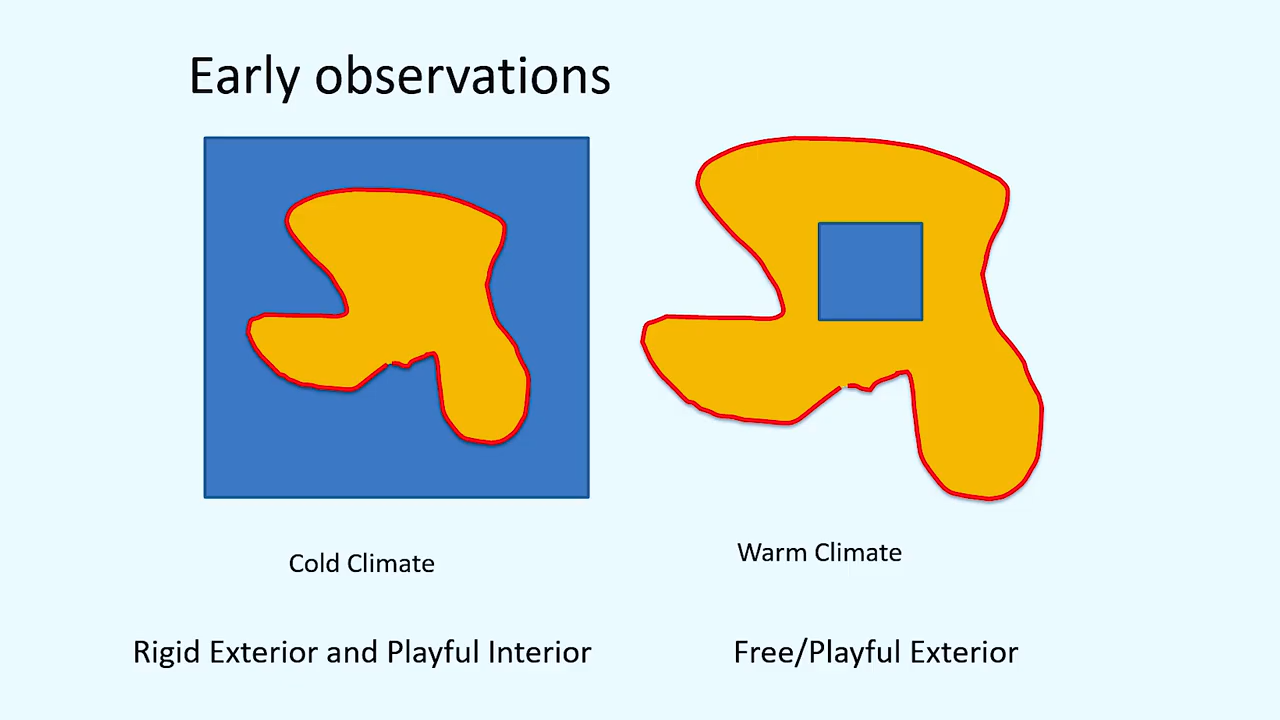 Early observations
Cold Climate
Warm Climate
Rigid Exterior and Playful Interior
Free/Playful Exterior